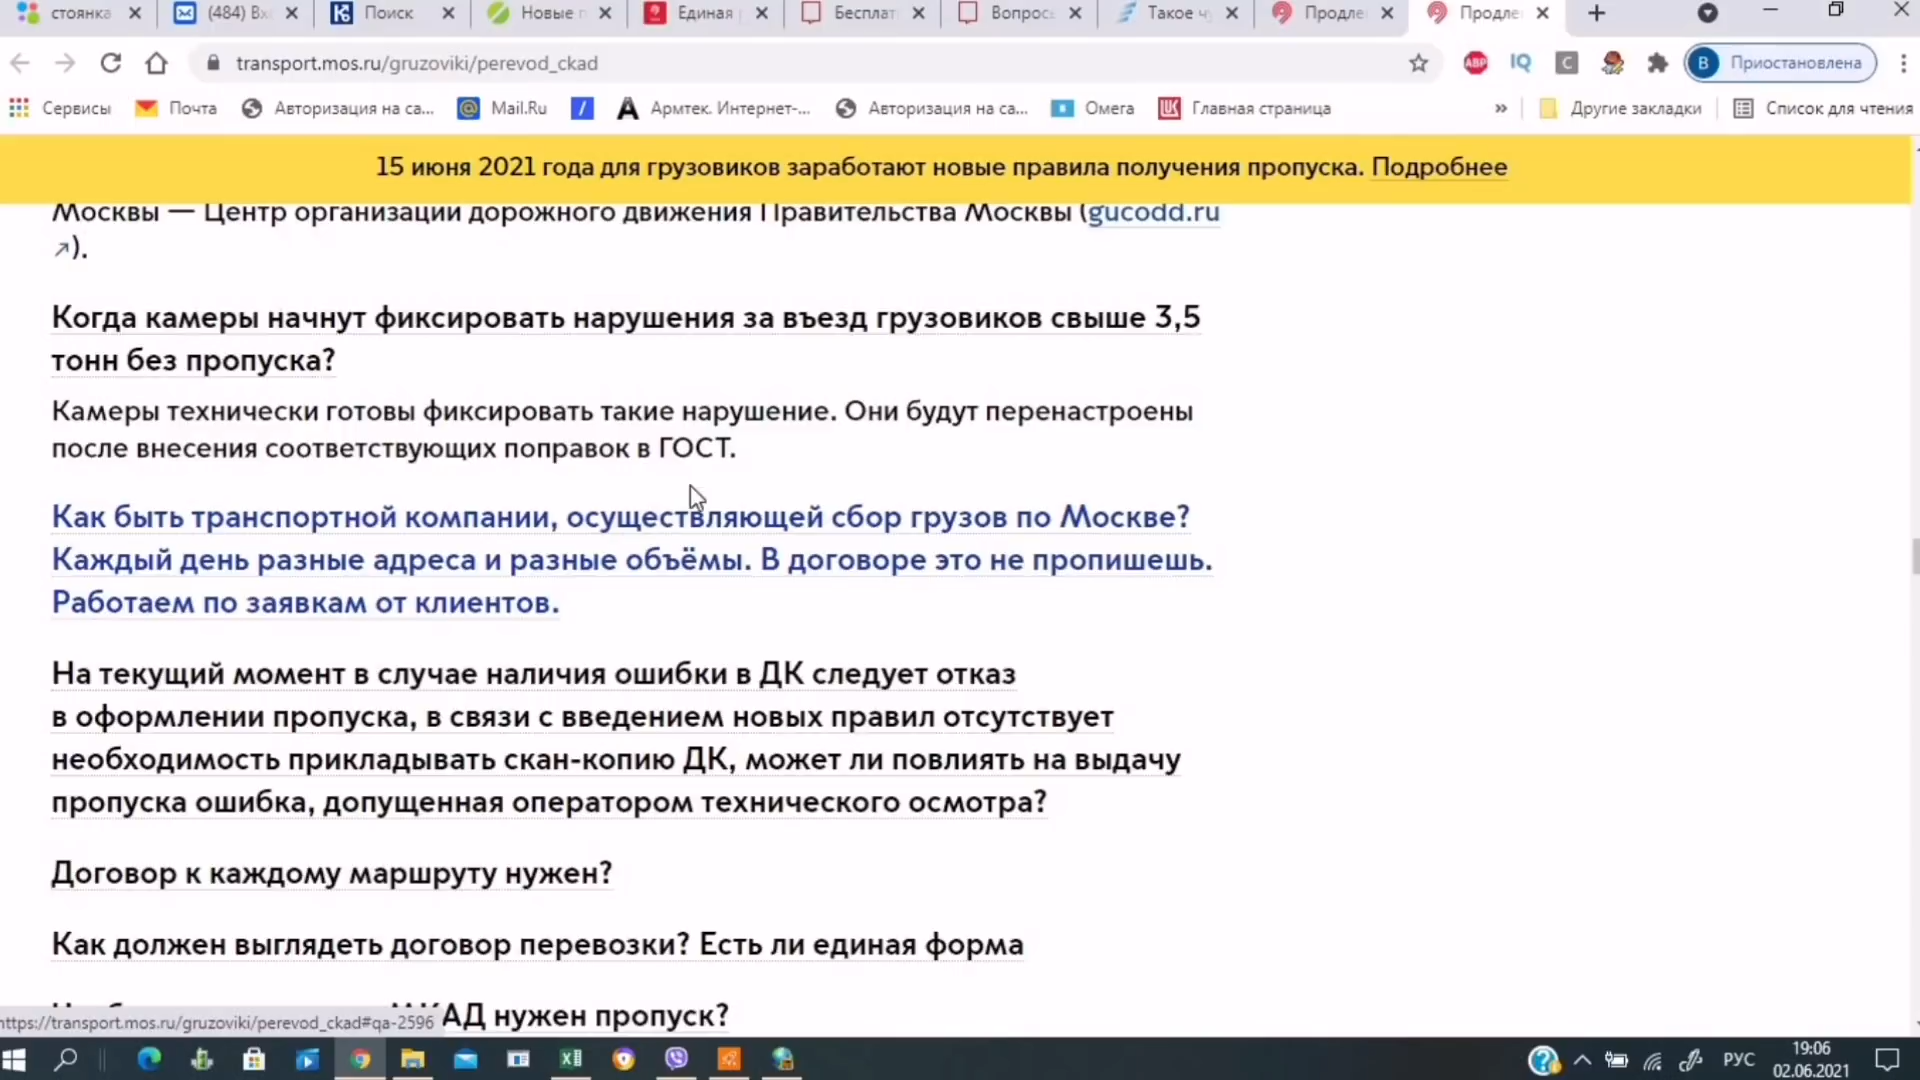 стоянка
(484) Вх
Поиск
Новые п
Единая
Бесплат
Вопрос
Такое ч
Продле
Продле
transport.mos.ru/gruzoviki/perevod_ckad
ABP
IQ
C
В
Приостановлена
Сервисы
Почта
Авторизация на са...
Mail.Ru
Армтек. Интернет-...
Авторизация на са...
Омега
Главная страница
Другие закладки
Список для чтения
15 июня 2021 года для грузовиков заработают новые правила получения пропуска. Подробнее
Москвы — Центр организации дорожного движения Правительства Москвы (gucodd.ru
↗).
Когда камеры начнут фиксировать нарушения за въезд грузовиков свыше 3,5
тонн без пропуска?
Камеры технически готовы фиксировать такие нарушение. Они будут перенастроены
после внесения соответствующих поправок в ГОСТ.
Как быть транспортной компании, осуществляющей сбор грузов по Москве?
Каждый день разные адреса и разные объёмы. В договоре это не пропишешь.
Работаем по заявкам от клиентов.
На текущий момент в случае наличия ошибки в ДК следует отказ
в оформлении пропуска, в связи с введением новых правил отсутствует
необходимость прикладывать скан-копию ДК, может ли повлиять на выдачу
пропуска ошибка, допущенная оператором технического осмотра?
Договор к каждому маршруту нужен?
Как должен выглядеть договор перевозки? Есть ли единая форма
МКАД нужен пропуск?
https://transport.mos.ru/gruzoviki/perevod_ckad#qa-2596
РУС
19:06
02.06.2021